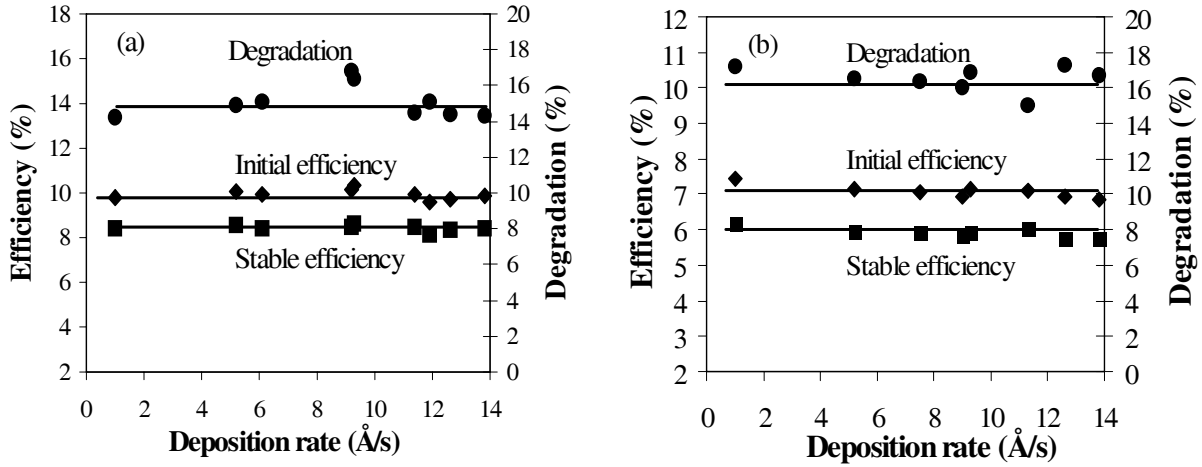 (a)
Efficiency (%)
18
16
14
12
10
8
6
4
2
Degradation
Initial efficiency
Stable efficiency
20
18
16
14
12
10
8
6
4
2
0
Degradation (%)
0 2 4 6 8 10 12 14
Deposition rate (Å/s)
(b)
Efficiency (%)
12
11
10
9
8
7
6
5
4
3
2
Degradation
Initial efficiency
Stable efficiency
20
18
16
14
12
10
8
6
4
2
0
Degradation (%)
0 2 4 6 8 10 12 14
Deposition rate (Å/s)